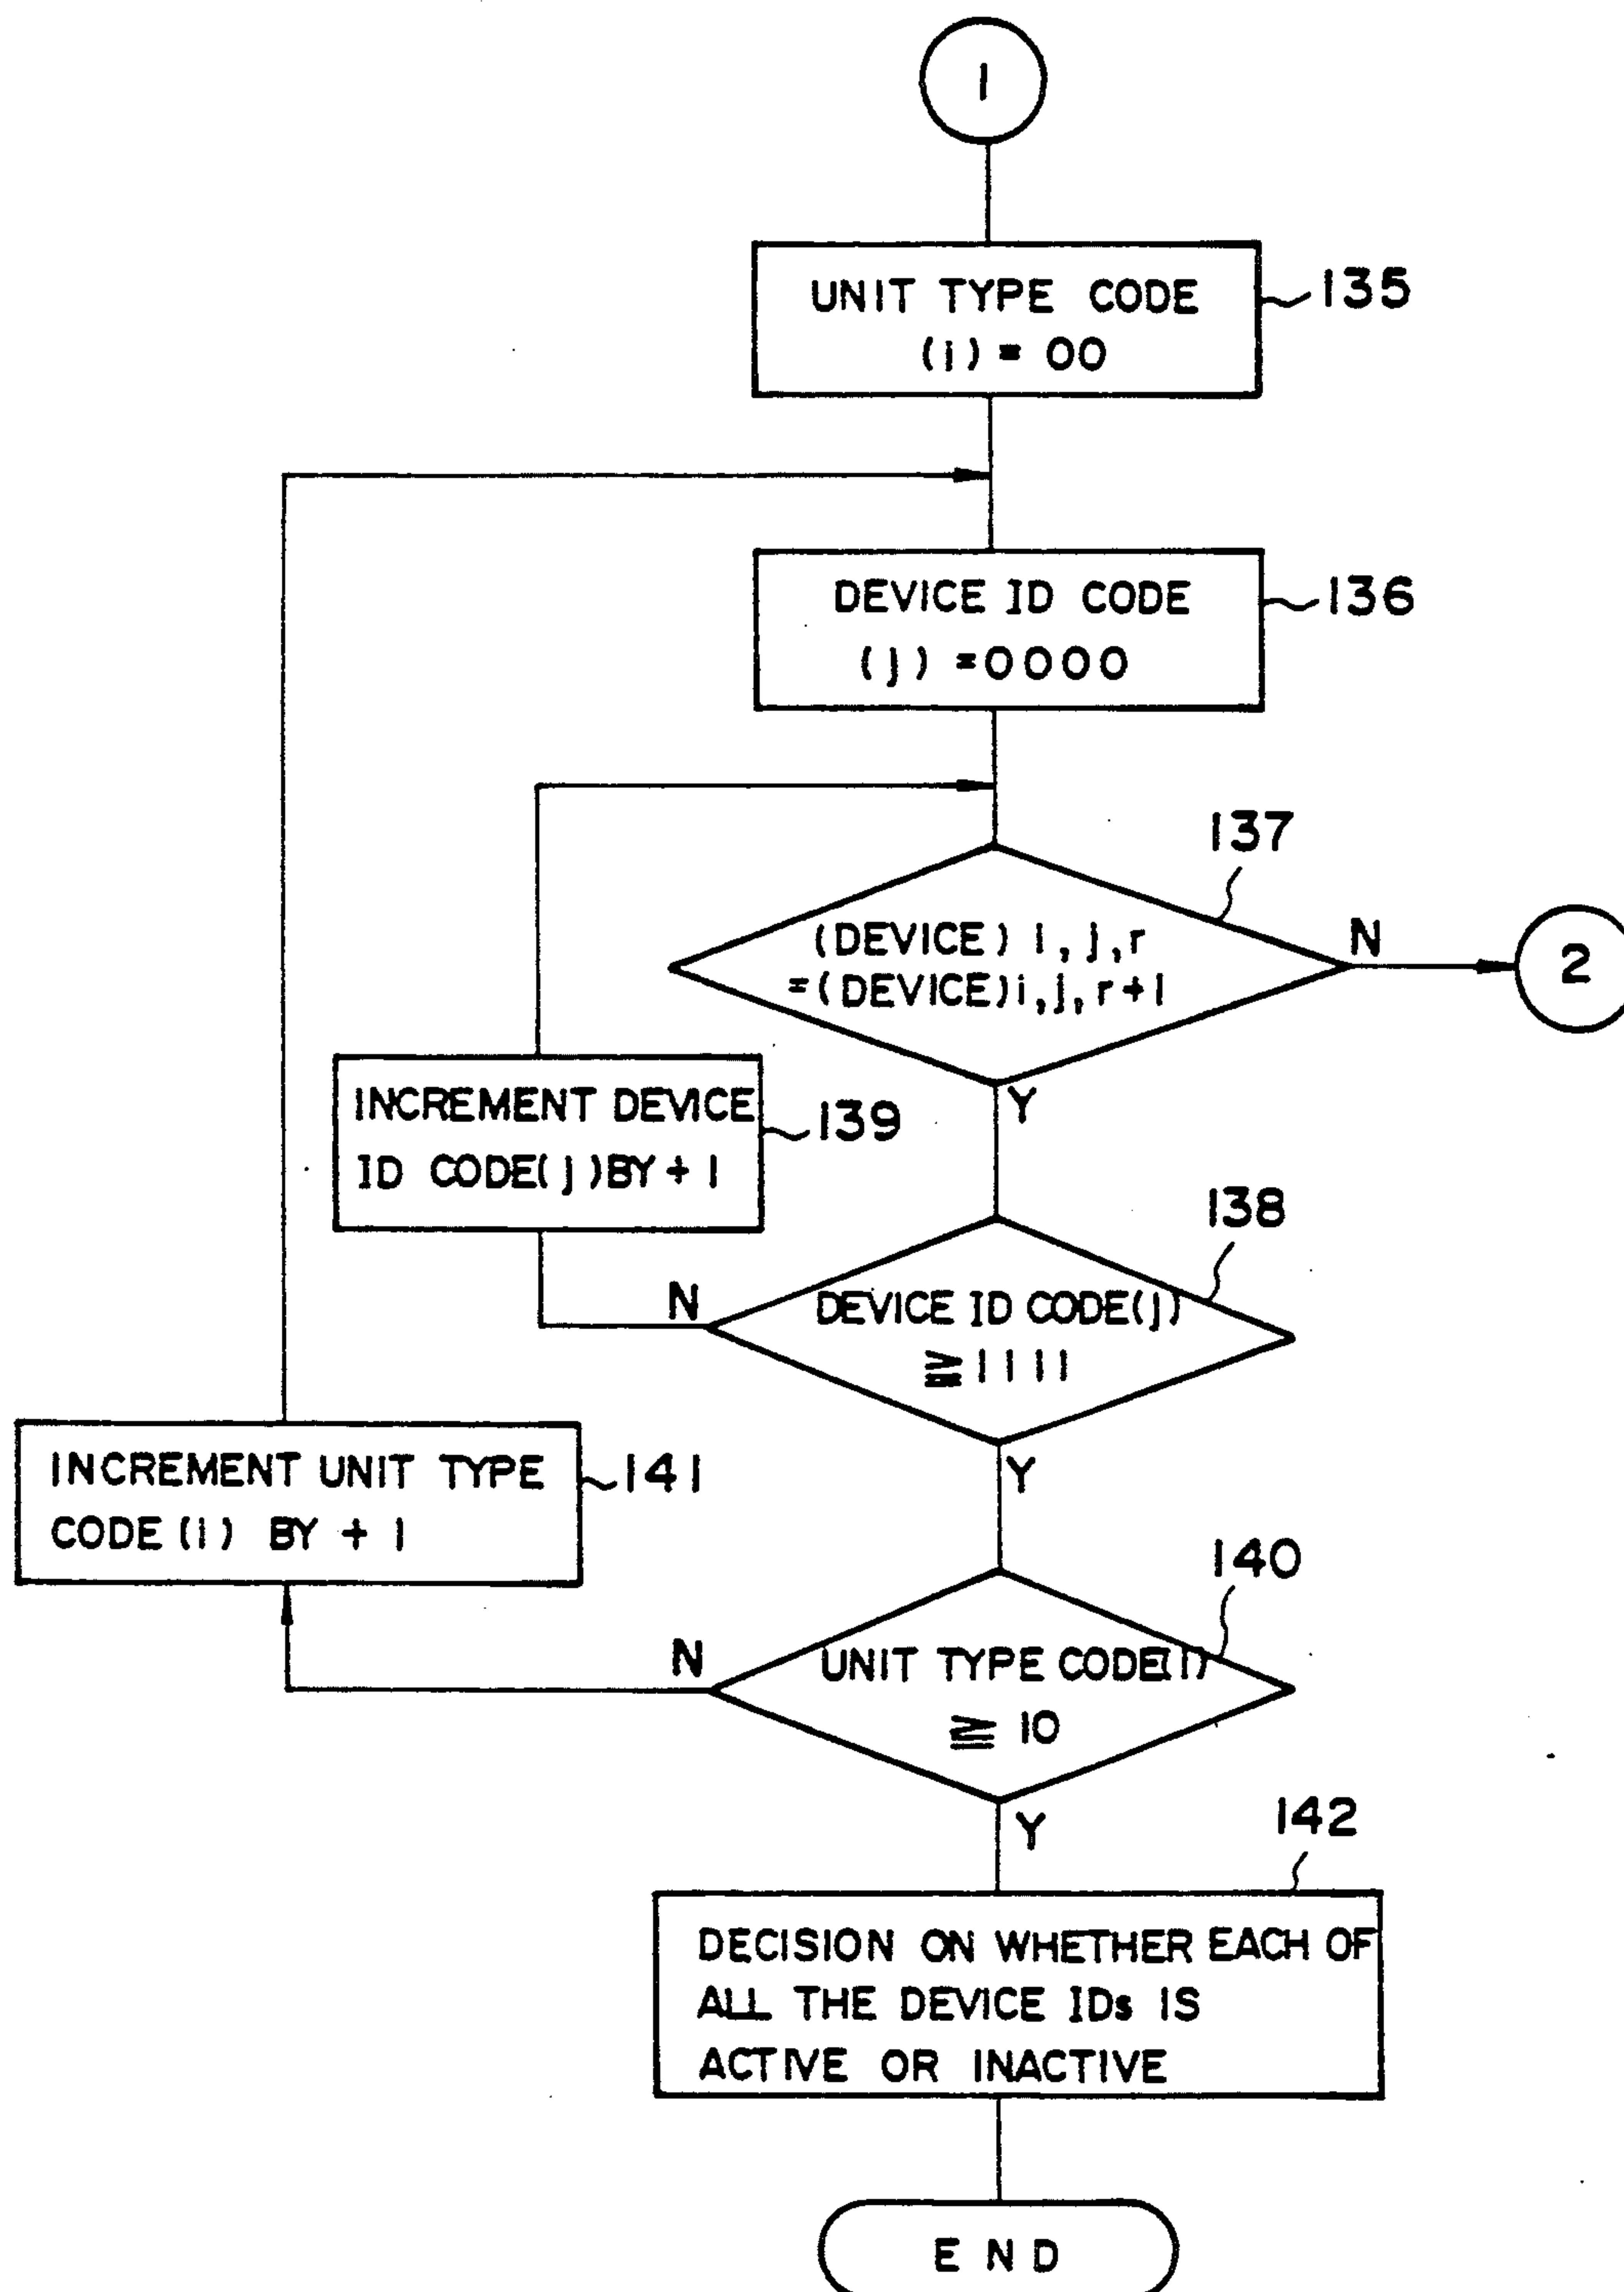 1
UNIT TYPE CODE
(i) = 00
135
DEVICE ID CODE
(j) =0000
136
137
(DEVICE) i, j, r
=(DEVICE)i, j, r+1
N
2
Y
INCREMENT DEVICE
ID CODE(j)BY+1
139
138
DEVICE ID CODE(j)
≧1111
N
Y
INCREMENT UNIT TYPE
CODE(i) BY + 1
141
140
UNIT TYPE CODE(i)
≧ 10
N
Y
142
DECISION ON WHETHER EACH OF
ALL THE DEVICE IDs IS
ACTIVE OR INACTIVE
END